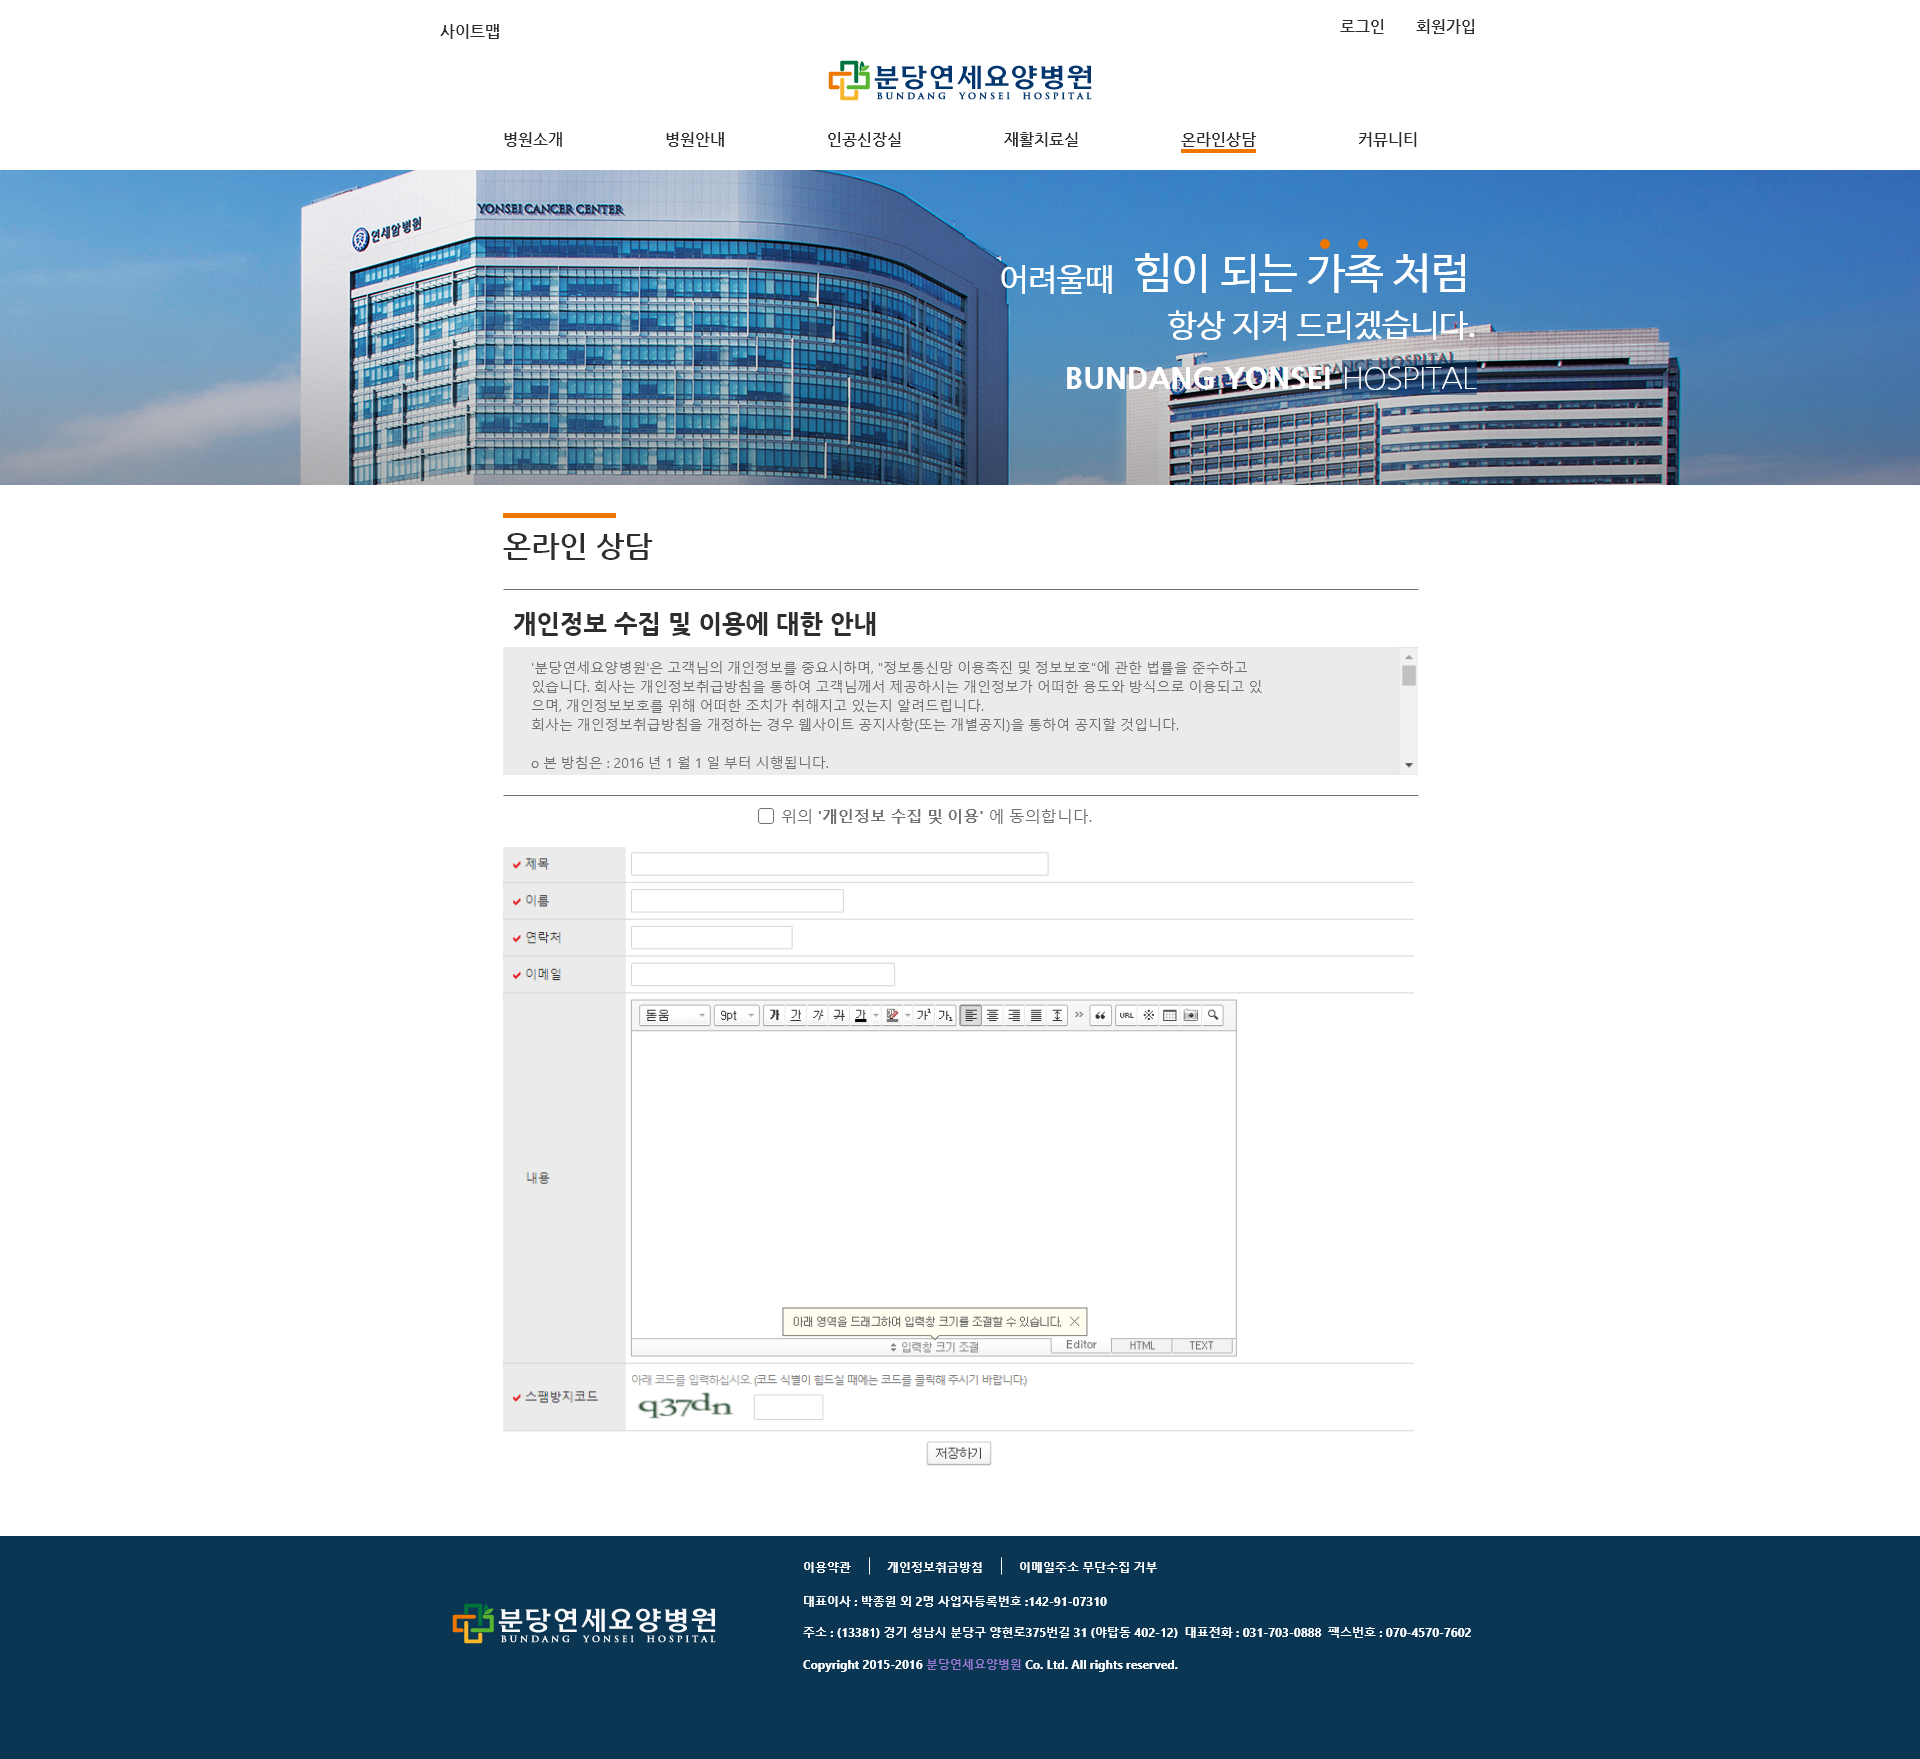 사이트맵
로그인 회원가입
분당연세요양병원
BUNDANG YONSEI HOSPITAL
병원소개 병원안내 인공신장실 재활치료실 온라인상담 커뮤니티
YONSEI CANCER CENTER
연세암병원
어려울때 힘이 되는 가족 처럼
항상 지켜 드리겠습니다.
BUNDANG YONSEI HOSPITAL
온라인 상담
개인정보 수집 및 이용에 대한 안내
'분당연세요양병원'은 고객님의 개인정보를 중요시하며, "정보통신망 이용촉진 및 정보보호"에 관한 법률을 준수하고
있습니다. 회사는 개인정보취급방침을 통하여 고객님께서 제공하시는 개인정보가 어떠한 용도와 방식으로 이용되고 있
으며, 개인정보보호를 위해 어떠한 조치가 취해지고 있는지 알려드립니다.
회사는 개인정보취급방침을 개정하는 경우 웹사이트 공지사항(또는 개별공지)을 통하여 공지할 것입니다.
o 본 방침은 : 2016 년 1 월 1 일 부터 시행됩니다.
위의 '개인정보 수집 및 이용' 에 동의합니다.
제목
이름
연락처
이메일
돋움 9pt 가 가 가 가 가 가¹ 가₁ “ URL ※
내용
아래 영역을 드래그하여 입력창 크기를 조절할 수 있습니다.
입력창 크기 조절 Editor HTML TEXT
아래 코드를 입력하십시오. (코드 식별이 힘드실 때에는 코드를 클릭해 주시기 바랍니다.)
스팸방지코드
q37dn
저장하기
이용약관 개인정보취금방침 이메일주소 무단수집 거부
대표이사 : 박종원 외 2명 사업자등록번호 :142-91-07310
주소 : (13381) 경기 성남시 분당구 양현로375번길 31 (야탑동 402-12) 대표전화 : 031-703-0888 팩스번호 : 070-4570-7602
분당연세요양병원
BUNDANG YONSEI HOSPITAL
Copyright 2015-2016 분당연세요양병원 Co. Ltd. All rights reserved.